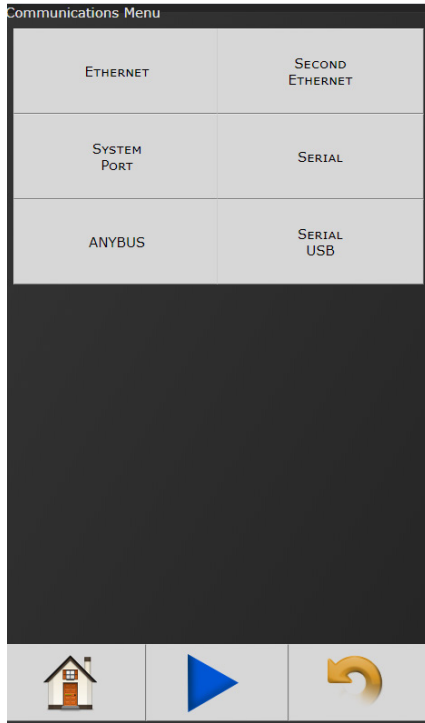 Communications Menu
Ethernet
Second
Ethernet
System
Port
Serial
ANYBUS
Serial
USB